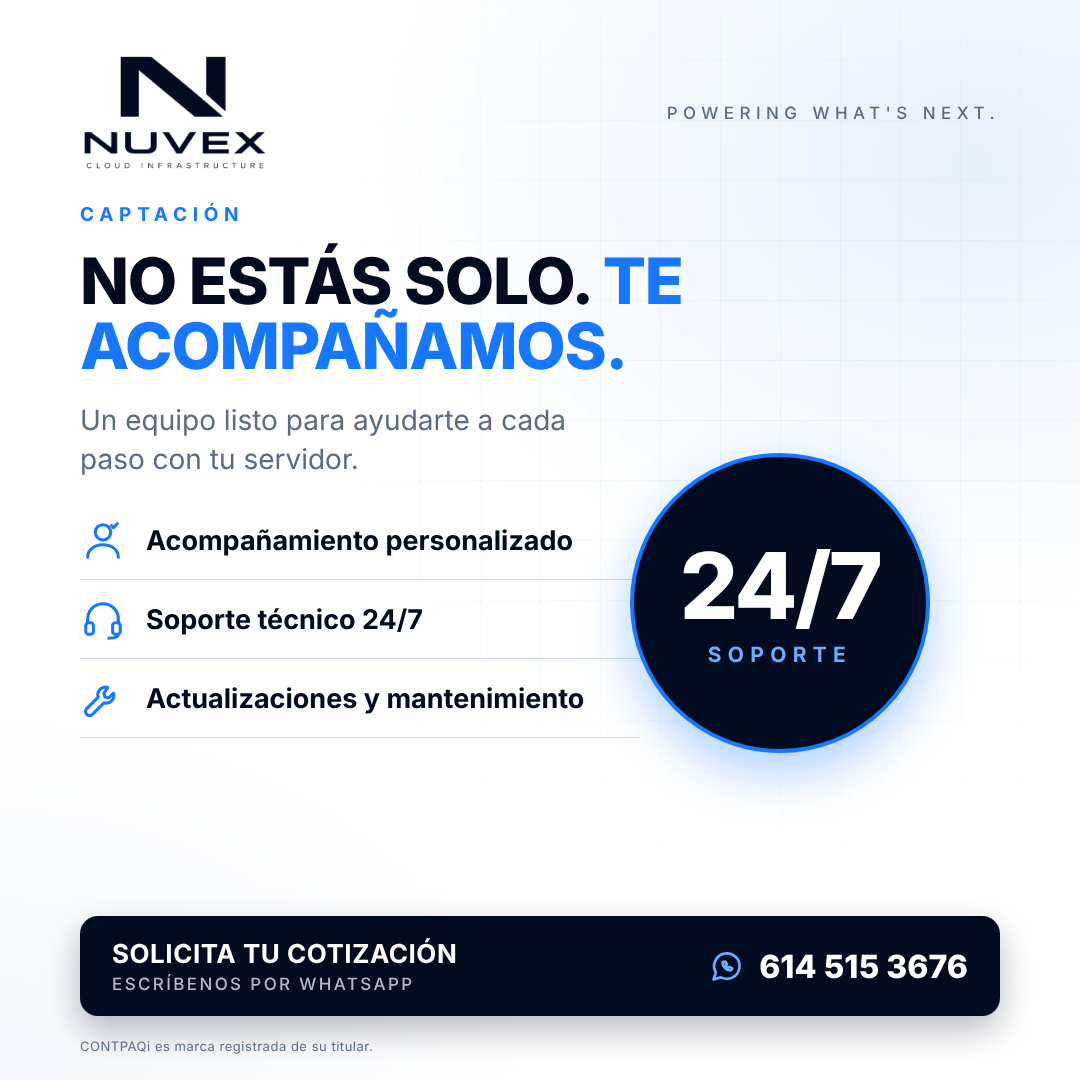 NUVEX
CLOUD INFRASTRUCTURE
POWERING WHAT'S NEXT.
CAPTACIÓN
NO ESTÁS SOLO. TE
ACOMPAÑAMOS.
Un equipo listo para ayudarte a cada
paso con tu servidor.
Acompañamiento personalizado
Soporte técnico 24/7
Actualizaciones y mantenimiento
24/7
SOPORTE
SOLICITA TU COTIZACIÓN
ESCRÍBENOS POR WHATSAPP
614 515 3676
CONTPAQi es marca registrada de su titular.